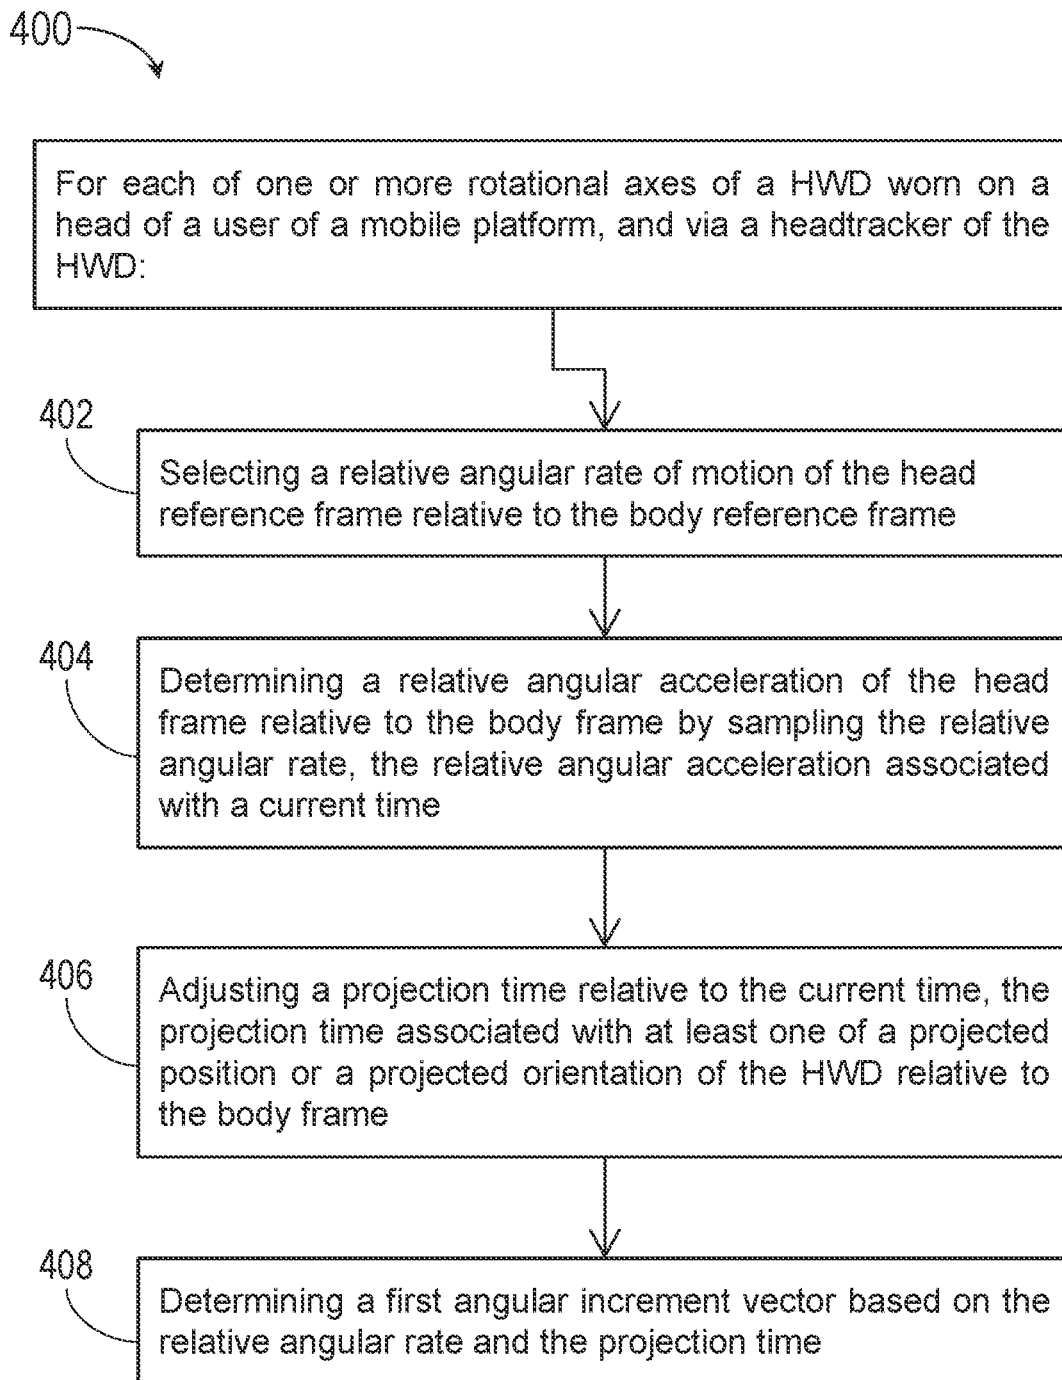 400
For each of one or more rotational axes of a HWD worn on a
head of a user of a mobile platform, and via a headtracker of the
HWD:
402
Selecting a relative angular rate of motion of the head
reference frame relative to the body reference frame
404
Determining a relative angular acceleration of the head
frame relative to the body frame by sampling the relative
angular rate, the relative angular acceleration associated
with a current time
406
Adjusting a projection time relative to the current time, the
projection time associated with at least one of a projected
position or a projected orientation of the HWD relative to
the body frame
408
Determining a first angular increment vector based on the
relative angular rate and the projection time